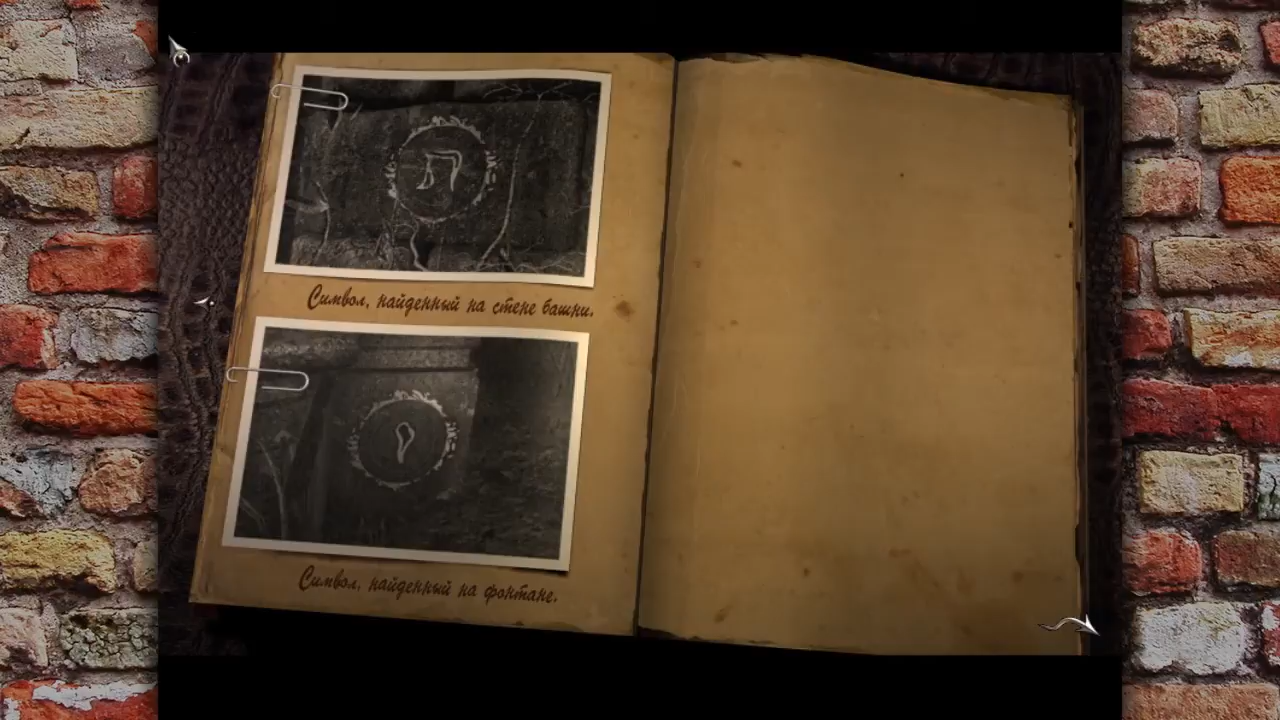 Символ, найденный на стене башни.
Символ, найденный на фонтане.